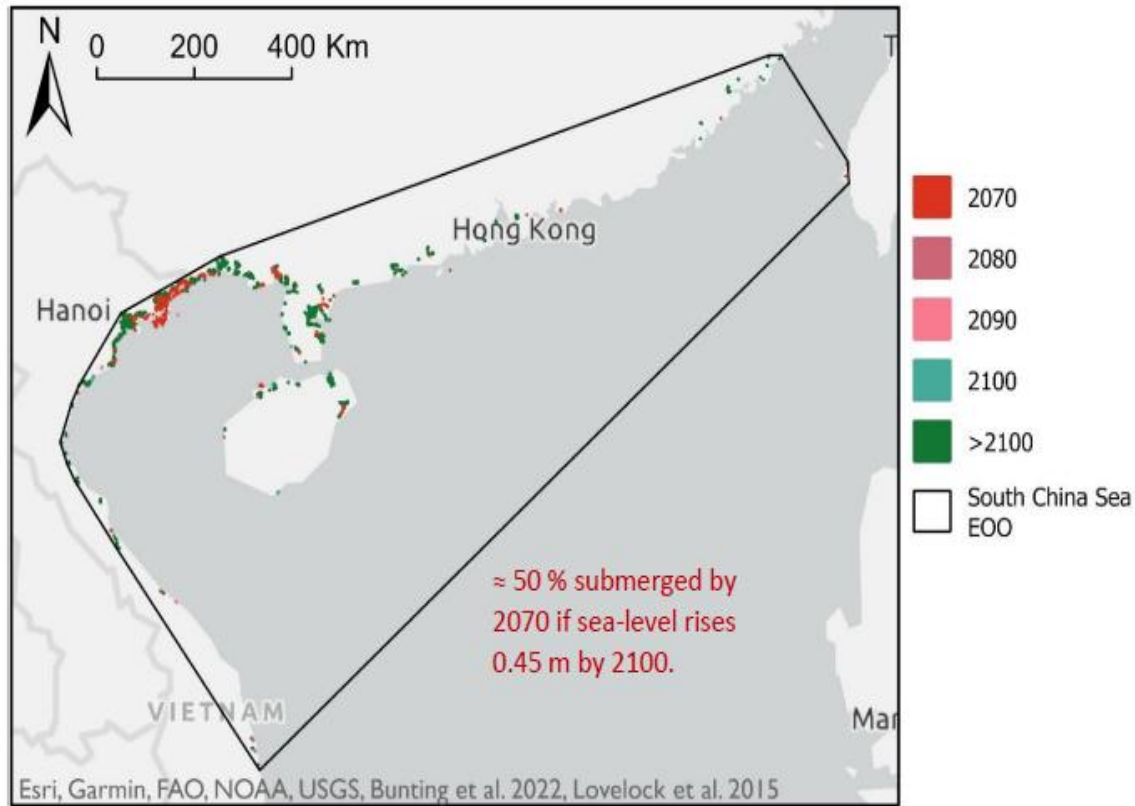 N
0 200 400 Km
T
Hong Kong
Hanoi
VIETNAM
Mar
≈ 50 % submerged by
2070 if sea-level rises
0.45 m by 2100.
Esri, Garmin, FAO, NOAA, USGS, Bunting et al. 2022, Lovelock et al. 2015
2070
2080
2090
2100
>2100
South China Sea
EOO